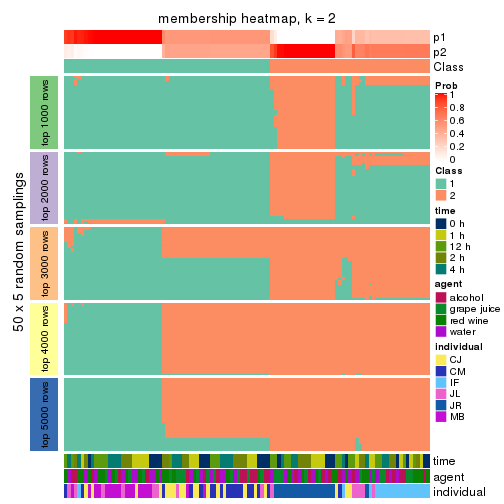 membership heatmap, k = 2
p1
p2
Class
50 x 5 random samplings
top 1000 rows
top 2000 rows
top 3000 rows
top 4000 rows
top 5000 rows
time
agent
individual
Prob
1
0.8
0.6
0.4
0.2
0
Class
1
2
time
0 h
1 h
12 h
2 h
4 h
agent
alcohol
grape juice
red wine
water
individual
CJ
CM
IF
JL
JR
MB